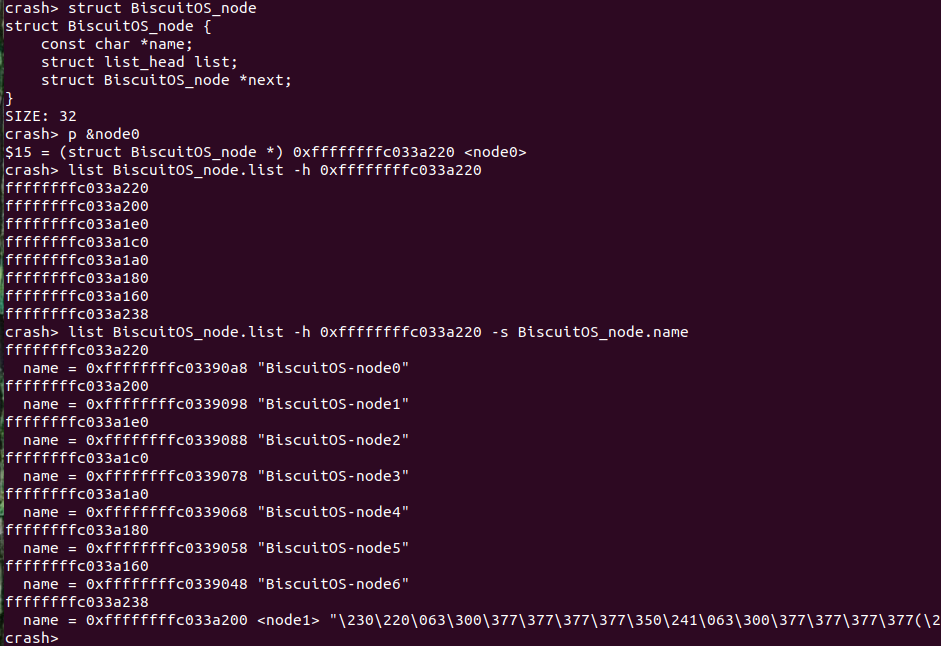 crash> struct BiscuitOS_node
struct BiscuitOS_node {
    const char *name;
    struct list_head list;
    struct BiscuitOS_node *next;
}
SIZE: 32
crash> p &node0
$15 = (struct BiscuitOS_node *) 0xffffffffc033a220 <node0>
crash> list BiscuitOS_node.list -h 0xffffffffc033a220
ffffffffc033a220
ffffffffc033a200
ffffffffc033a1e0
ffffffffc033a1c0
ffffffffc033a1a0
ffffffffc033a180
ffffffffc033a160
ffffffffc033a238
crash> list BiscuitOS_node.list -h 0xffffffffc033a220 -s BiscuitOS_node.name
ffffffffc033a220
  name = 0xffffffffc03390a8 "BiscuitOS-node0"
ffffffffc033a200
  name = 0xffffffffc0339098 "BiscuitOS-node1"
ffffffffc033a1e0
  name = 0xffffffffc0339088 "BiscuitOS-node2"
ffffffffc033a1c0
  name = 0xffffffffc0339078 "BiscuitOS-node3"
ffffffffc033a1a0
  name = 0xffffffffc0339068 "BiscuitOS-node4"
ffffffffc033a180
  name = 0xffffffffc0339058 "BiscuitOS-node5"
ffffffffc033a160
  name = 0xffffffffc0339048 "BiscuitOS-node6"
ffffffffc033a238
  name = 0xffffffffc033a200 <node1> "\230\220\063\300\377\377\377\377\350\241\063\300\377\377\377\377(\2
crash>